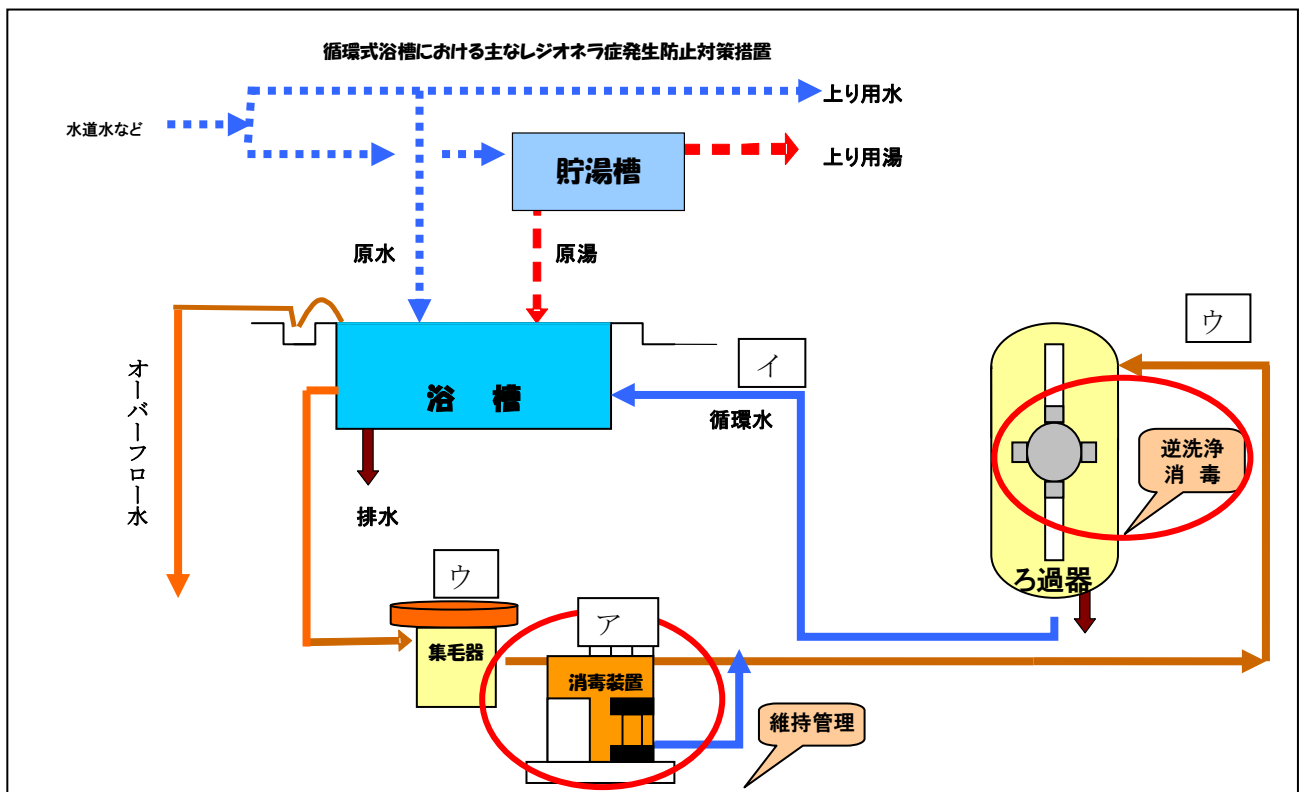 循環式浴槽における主なレジオネラ症発生防止対策措置
上り用水
水道水など
貯湯槽
上り用湯
原水
原湯
ウ
イ
オーバーフロー水
浴 槽
循環水
逆洗浄
消 毒
排水
ろ過器
ウ
ア
集毛器
消毒装置
維持管理